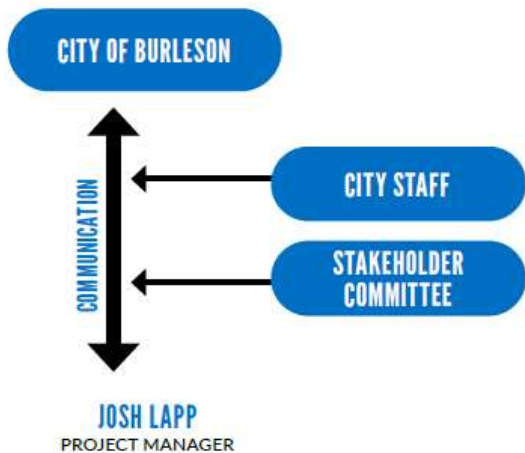 CITY OF BURLESON
COMMUNICATION
CITY STAFF
STAKEHOLDER
COMMITTEE
JOSH LAPP
PROJECT MANAGER